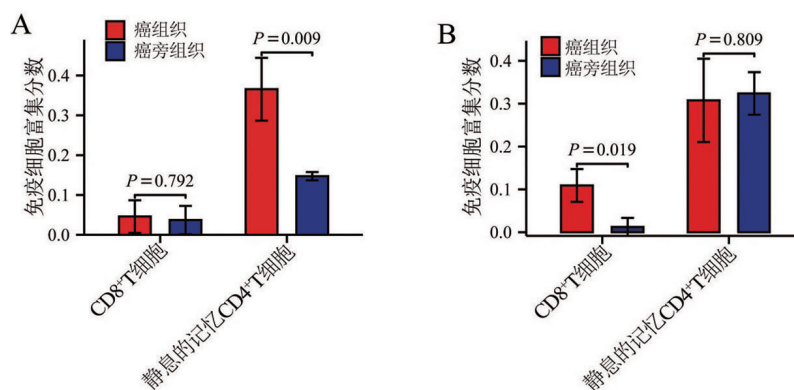 A
癌组织
癌旁组织
免疫细胞富集分数
0.4
0.3
0.2
0.1
0.0
P=0.792
P=0.009
CD8⁺T细胞
静息的记忆CD4⁺T细胞
B
癌组织
癌旁组织
免疫细胞富集分数
0.4
0.3
0.2
0.1
0.0
P=0.019
P=0.809
CD8⁺T细胞
静息的记忆CD4⁺T细胞